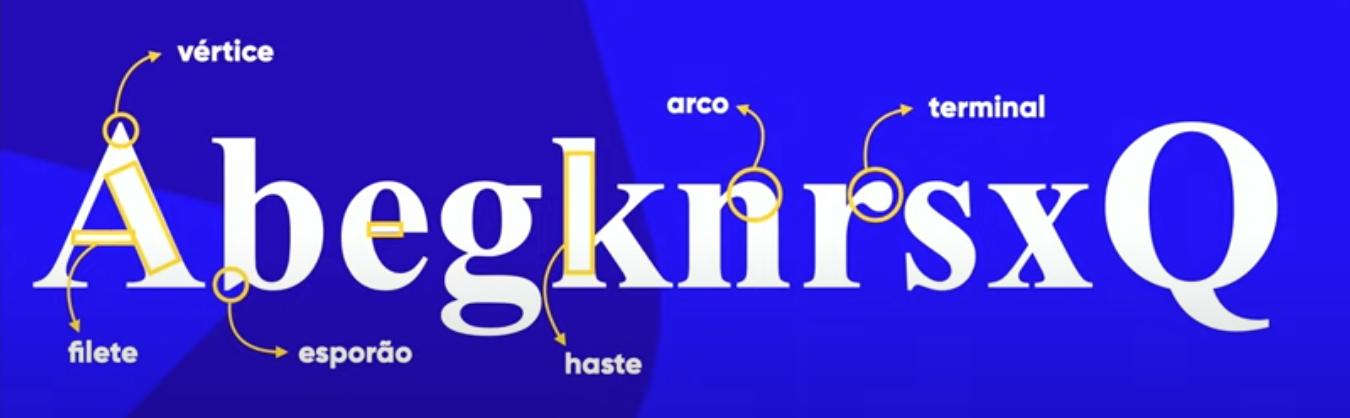 vértice
arco
terminal
AbegknrsxQ
filete
esporão
haste